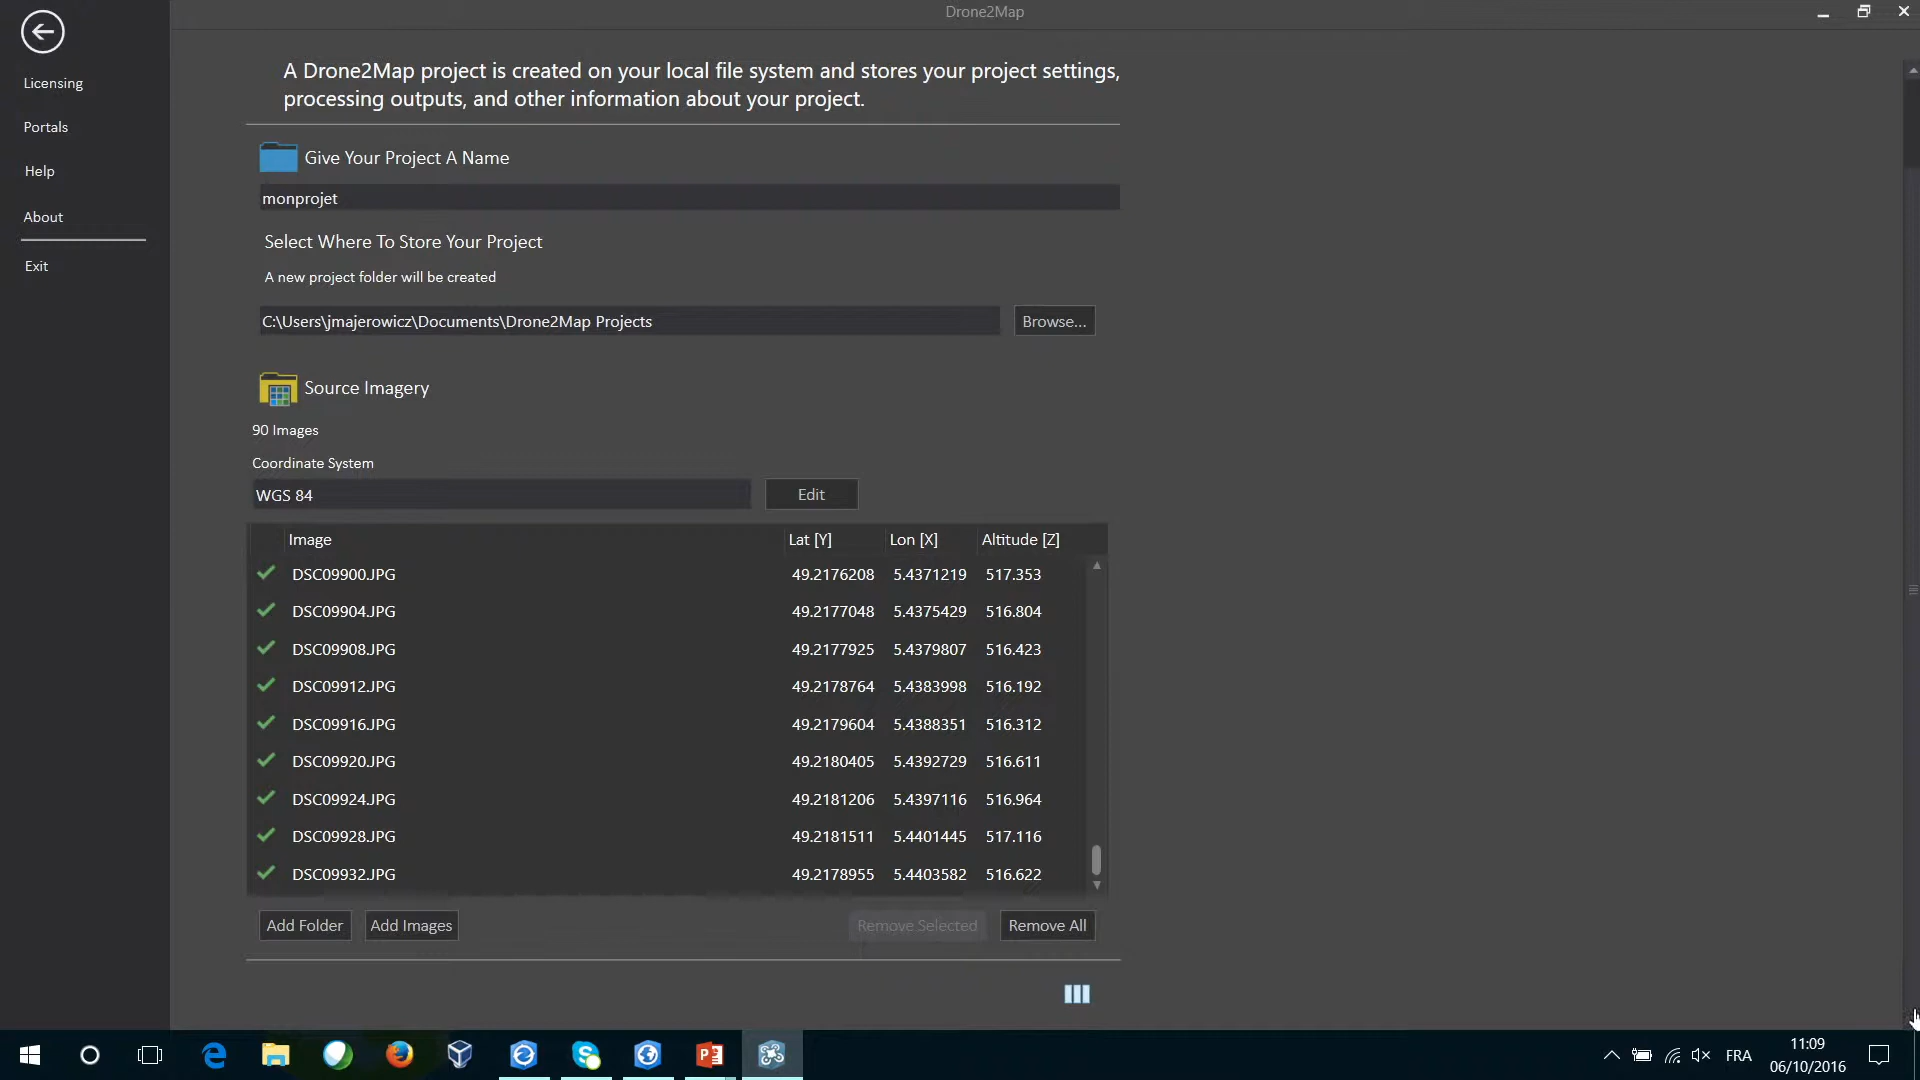 Drone2Map
Licensing
Portals
Help
About
Exit
A Drone2Map project is created on your local file system and stores your project settings,
processing outputs, and other information about your project.
Give Your Project A Name
monprojet
Select Where To Store Your Project
A new project folder will be created
C:\Users\jmajerowicz\Documents\Drone2Map Projects Browse...
Source Imagery
90 Images
Coordinate System
WGS 84 Edit
Image Lat [Y] Lon [X] Altitude [Z]
DSC09900.JPG 49.2176208 5.4371219 517.353
DSC09904.JPG 49.2177048 5.4375429 516.804
DSC09908.JPG 49.2177925 5.4379807 516.423
DSC09912.JPG 49.2178764 5.4383998 516.192
DSC09916.JPG 49.2179604 5.4388351 516.312
DSC09920.JPG 49.2180405 5.4392729 516.611
DSC09924.JPG 49.2181206 5.4397116 516.964
DSC09928.JPG 49.2181511 5.4401445 517.116
DSC09932.JPG 49.2178955 5.4403582 516.622
Add Folder Add Images Remove Selected Remove All
FRA
11:09
06/10/2016